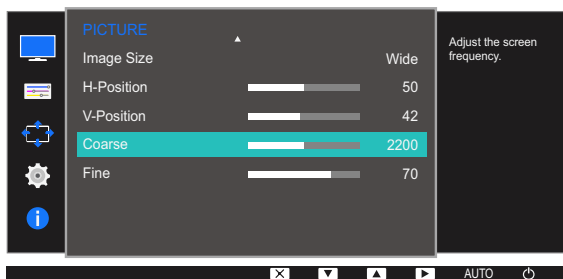 PICTURE
Image Size Wide
H-Position 50
V-Position 42
Coarse 2200
Fine 70
Adjust the screen
frequency.
AUTO